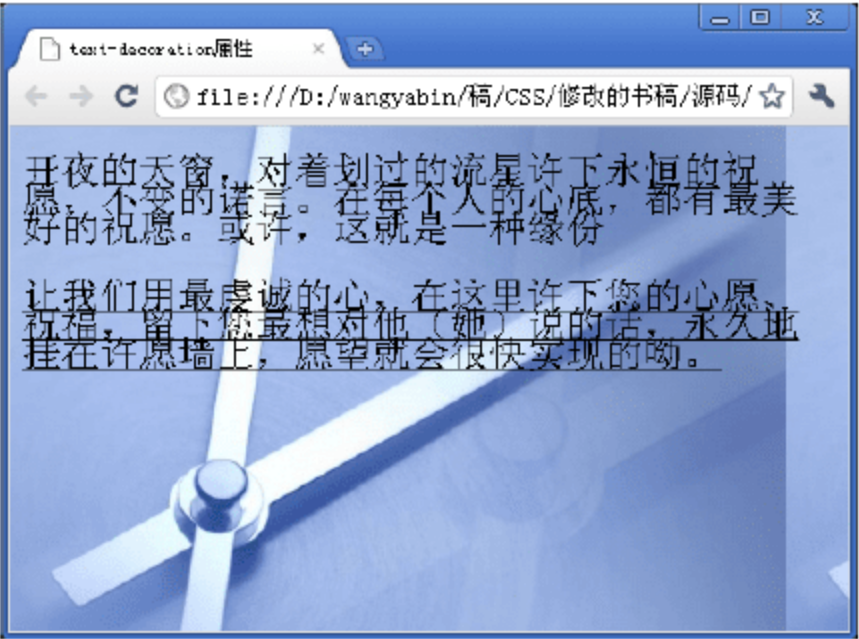 text-decoration属性
file:///D:/wangyabin/稿/CSS/修改的书稿/源码/
开夜的天窗，对着划过的流星许下永恒的祝
愿，不变的诺言。在每个人的心底，都有最美
好的祝愿。或许，这就是一种缘份
让我们用最虔诚的心，在这里许下您的心愿、
祝福，留下您最想对他（她）说的话，永久地
挂在许愿墙上，愿望就会很快实现的呦。